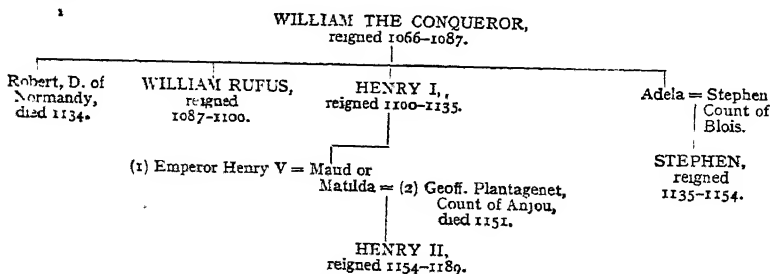 1
WILLIAM THE CONQUEROR,
reigned 1066–1087.
Robert, D. of
Normandy,
died 1134.
WILLIAM RUFUS,
reigned
1087–1100.
HENRY I,
reigned 1100–1135.
Adela = Stephen
Count of
Blois.
(1) Emperor Henry V = Maud or
Matilda = (2) Geoff. Plantagenet,
Count of Anjou,
died 1151.
STEPHEN,
reigned
1135–1154.
HENRY II,
reigned 1154–1189.